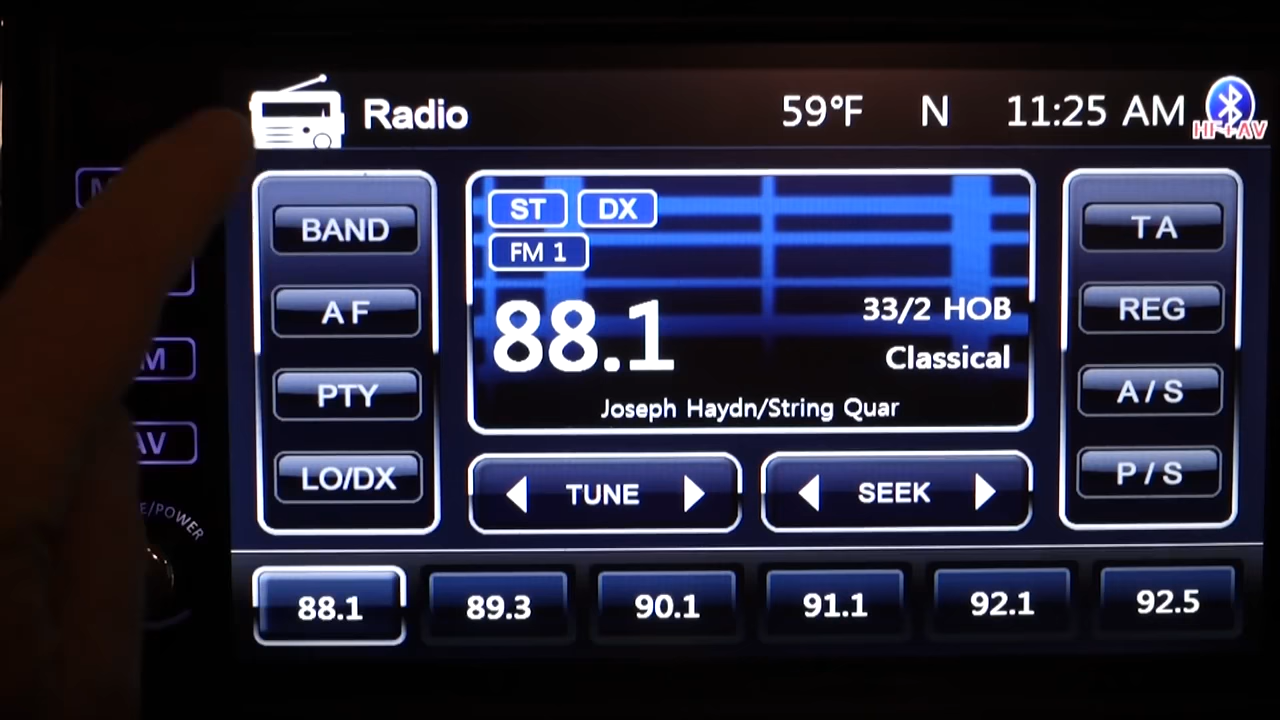 Radio
59°F N 11:25 AM
HF+AV
BAND
AF
PTY
LO/DX
ST DX
FM 1
88.1
33/2 HOB
Classical
Joseph Haydn/String Quar
TUNE
SEEK
TA
REG
A/S
P/S
88.1 89.3 90.1 91.1 92.1 92.5
E/POWER